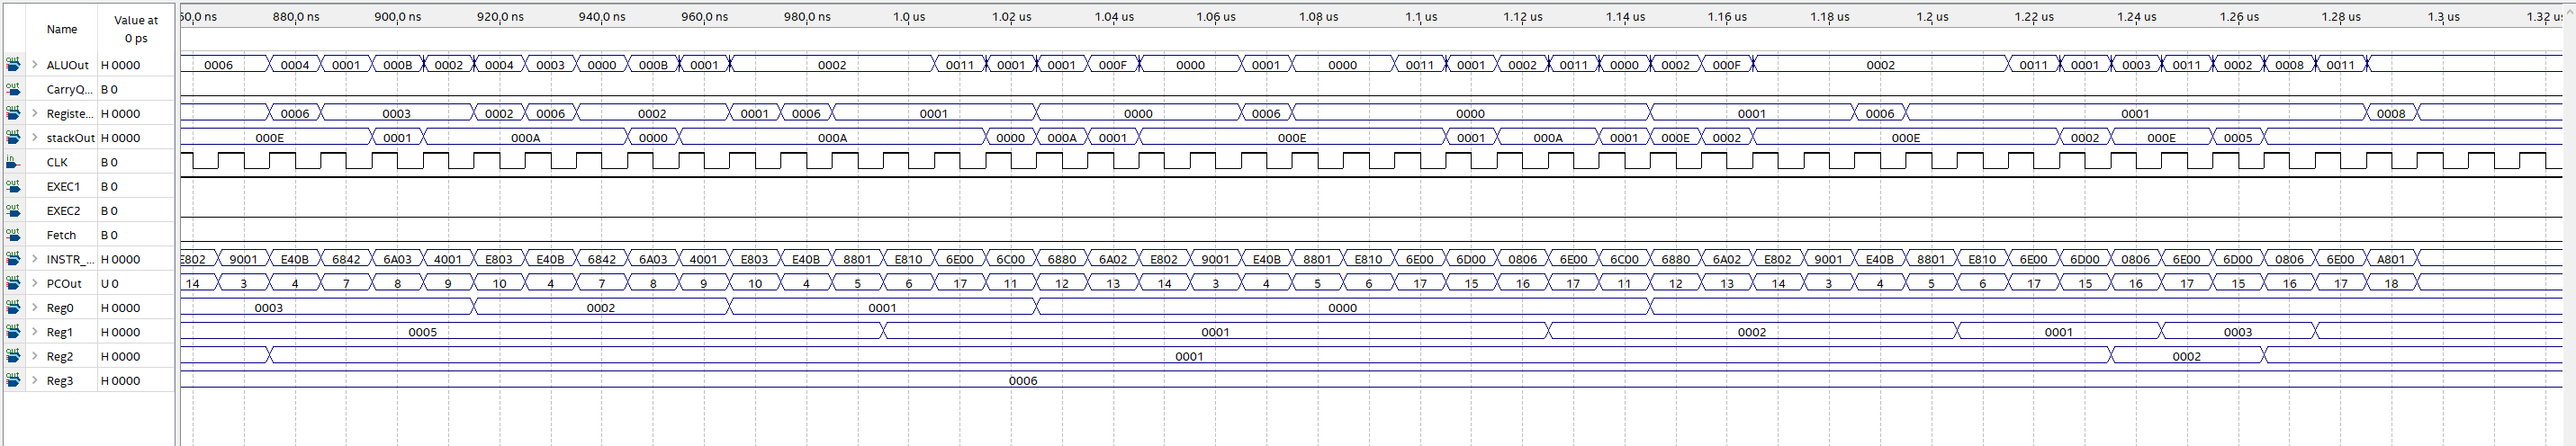 Name Value at 0 ps 60,0 ns 880,0 ns 900,0 ns 920,0 ns 940,0 ns 960,0 ns 980,0 ns 1.0 us 1.02 us 1.04 us 1.06 us 1.08 us 1.1 us 1.12 us 1.14 us 1.16 us 1.18 us 1.2 us 1.22 us 1.24 us 1.26 us 1.28 us 1.3 us 1.32 us
out ALUOut H 0000 0006 0004 0001 000B 0002 0004 0003 0000 000B 0001 0002 0011 0001 0001 000F 0000 0001 0000 0011 0001 0002 0011 0000 0002 000F 0002 0011 0001 0003 0011 0002 0008 0011
out CarryQ... B 0
out Registe... H 0000 0006 0003 0002 0006 0002 0001 0006 0001 0000 0006 0000 0001 0006 0001 0008
out stackOut H 0000 000E 0001 000A 0000 000A 0000 000A 0001 000E 0001 000A 0001 000E 0002 000E 0002 000E 0005
in CLK B 0
out EXEC1 B 0
out EXEC2 B 0
out Fetch B 0
out INSTR_... H 0000 E802 9001 E40B 6842 6A03 4001 E803 E40B 6842 6A03 4001 E803 E40B 8801 E810 6E00 6C00 6880 6A02 E802 9001 E40B 8801 E810 6E00 6D00 0806 6E00 6C00 6880 6A02 E802 9001 E40B 8801 E810 6E00 6D00 0806 6E00 6D00 0806 6E00 A801
out PCOut U 0 14 3 4 7 8 9 10 4 7 8 9 10 4 5 6 17 11 12 13 14 3 4 5 6 17 15 16 17 11 12 13 14 3 4 5 6 17 15 16 17 15 16 17 18
out Reg0 H 0000 0003 0002 0001 0000
out Reg1 H 0000 0005 0001 0002 0001 0003
out Reg2 H 0000 0001 0002
out Reg3 H 0000 0006